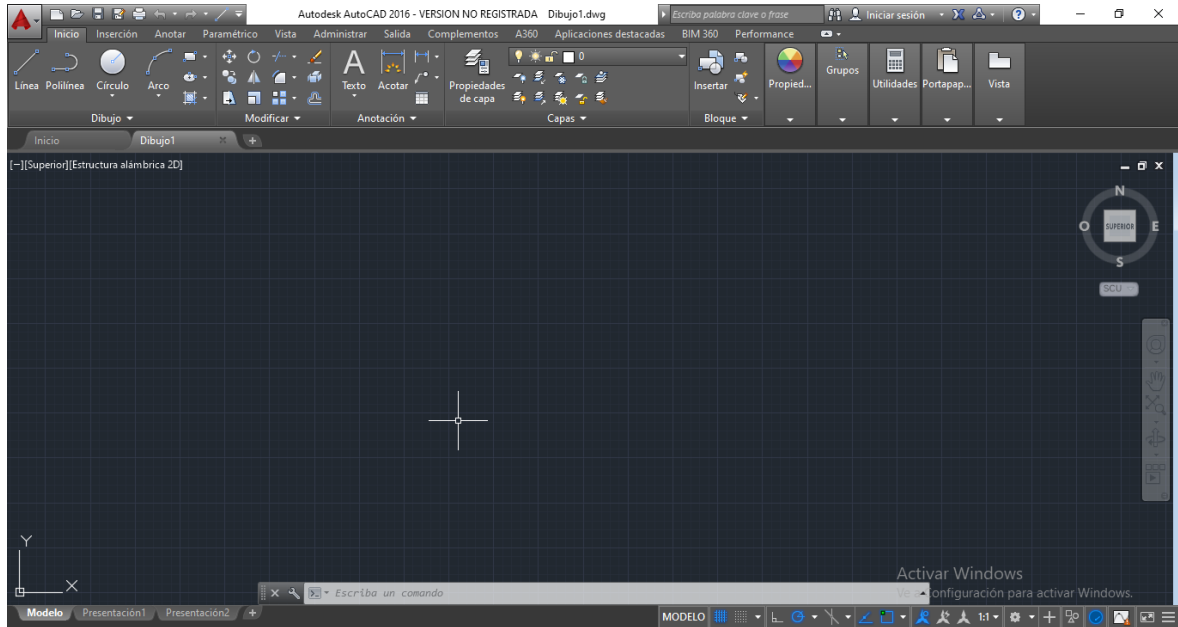 Autodesk AutoCAD 2016 - VERSION NO REGISTRADA Dibujo1.dwg Escriba palabra clave o frase Iniciar sesión
Inicio Inserción Anotar Paramétrico Vista Administrar Salida Complementos A360 Aplicaciones destacadas BIM 360 Performance
0
Línea Polilínea Círculo Arco Texto Acotar Propiedades de capa Insertar Propied... Grupos Utilidades Portapap... Vista
Dibujo Modificar Anotación Capas Bloque
Inicio Dibujo1
[−][Superior][Estructura alámbrica 2D]
N
O SUPERIOR E
S
SCU
Y
X
Activar Windows
Escriba un comando
onfiguración para activar Windows.
Modelo Presentación1 Presentación2
MODELO 1:1